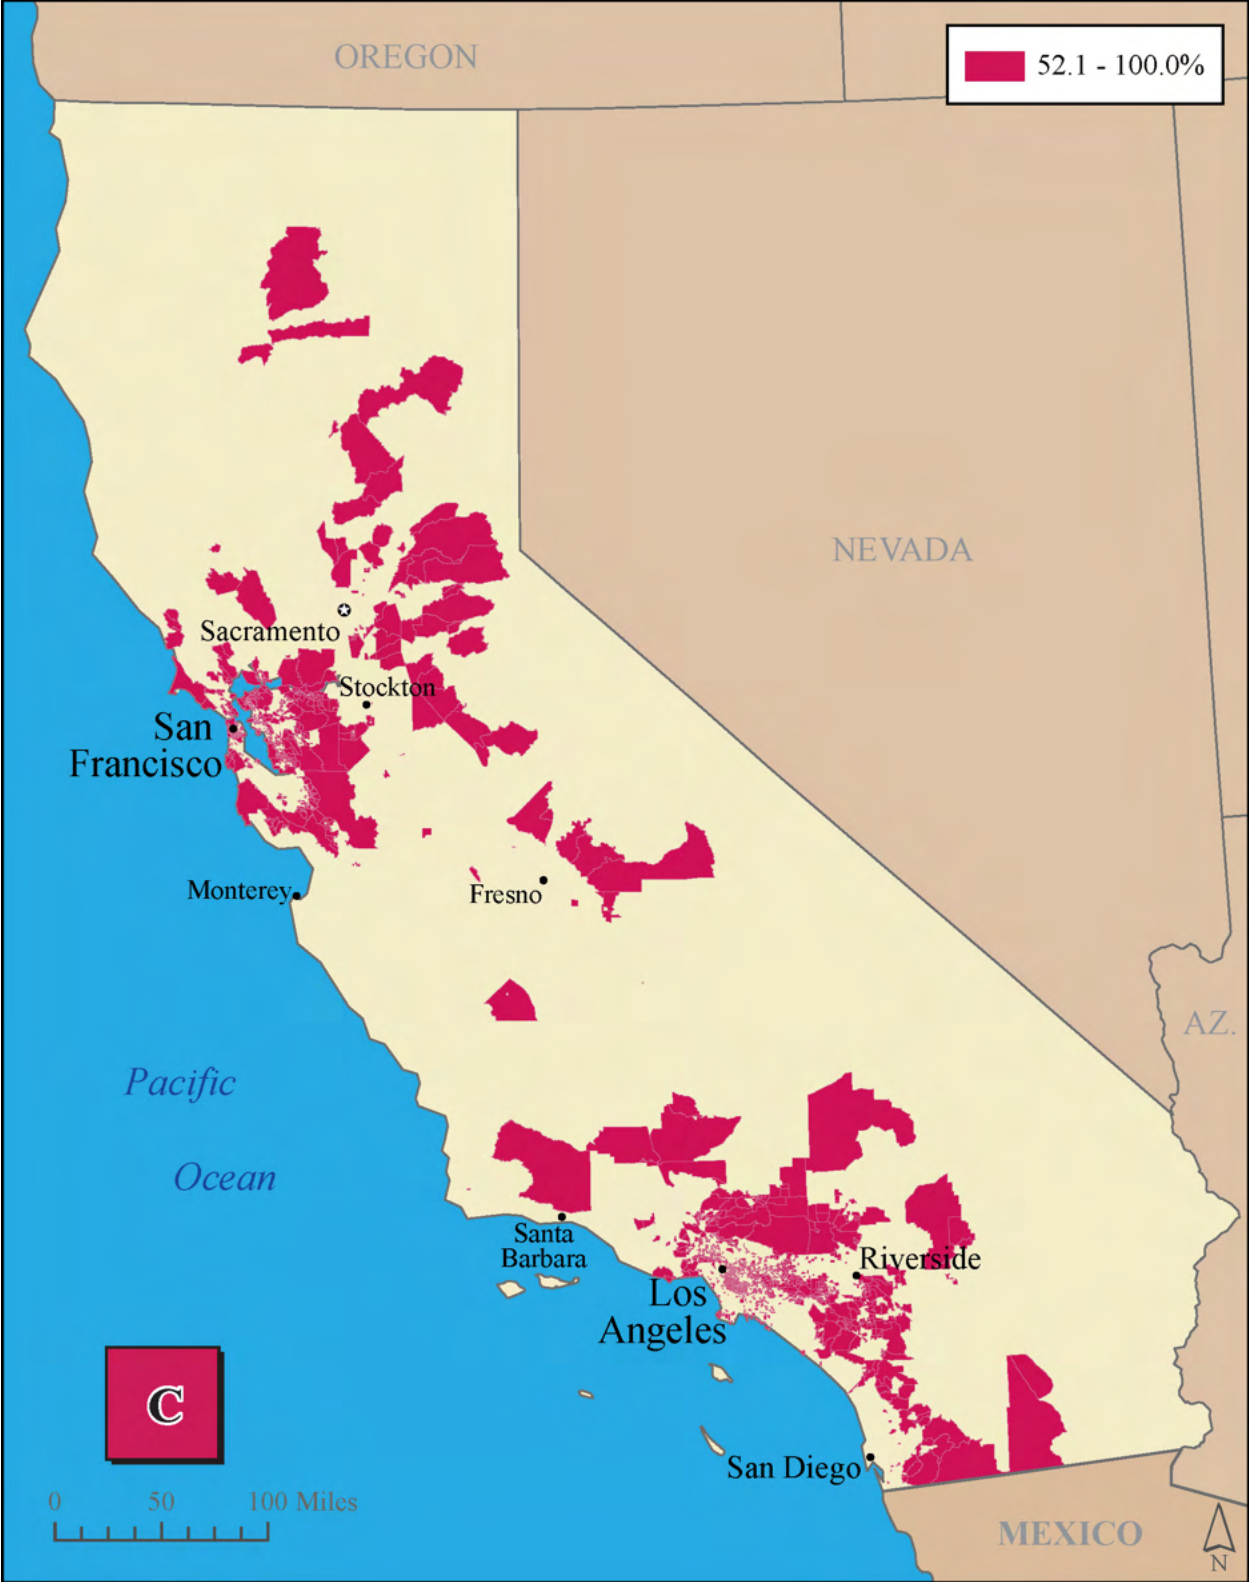 OREGON
52.1 - 100.0%
NEVADA
Sacramento
Stockton
San
Francisco
Monterey
Fresno
AZ.
Pacific
Ocean
Santa
Barbara
Riverside
Los
Angeles
C
San Diego
0 50 100 Miles
MEXICO
N